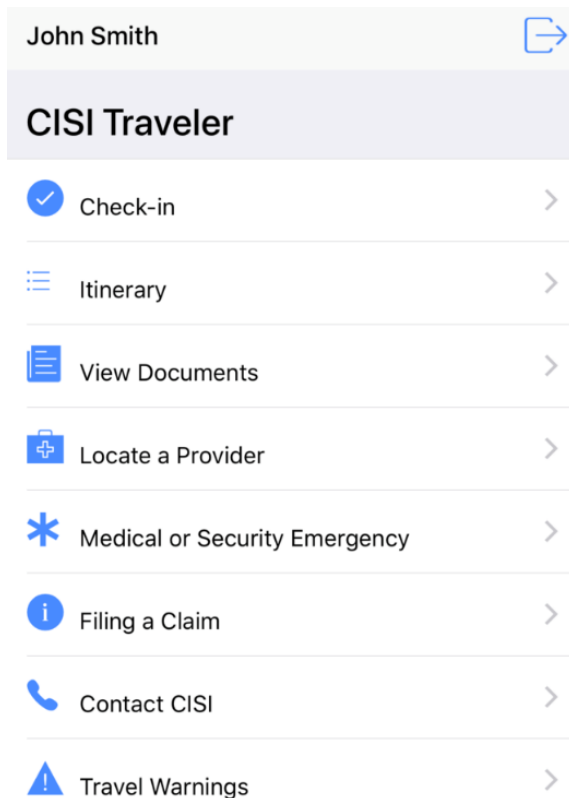 John Smith
CISI Traveler
Check-in
Itinerary
View Documents
Locate a Provider
Medical or Security Emergency
Filing a Claim
Contact CISI
Travel Warnings